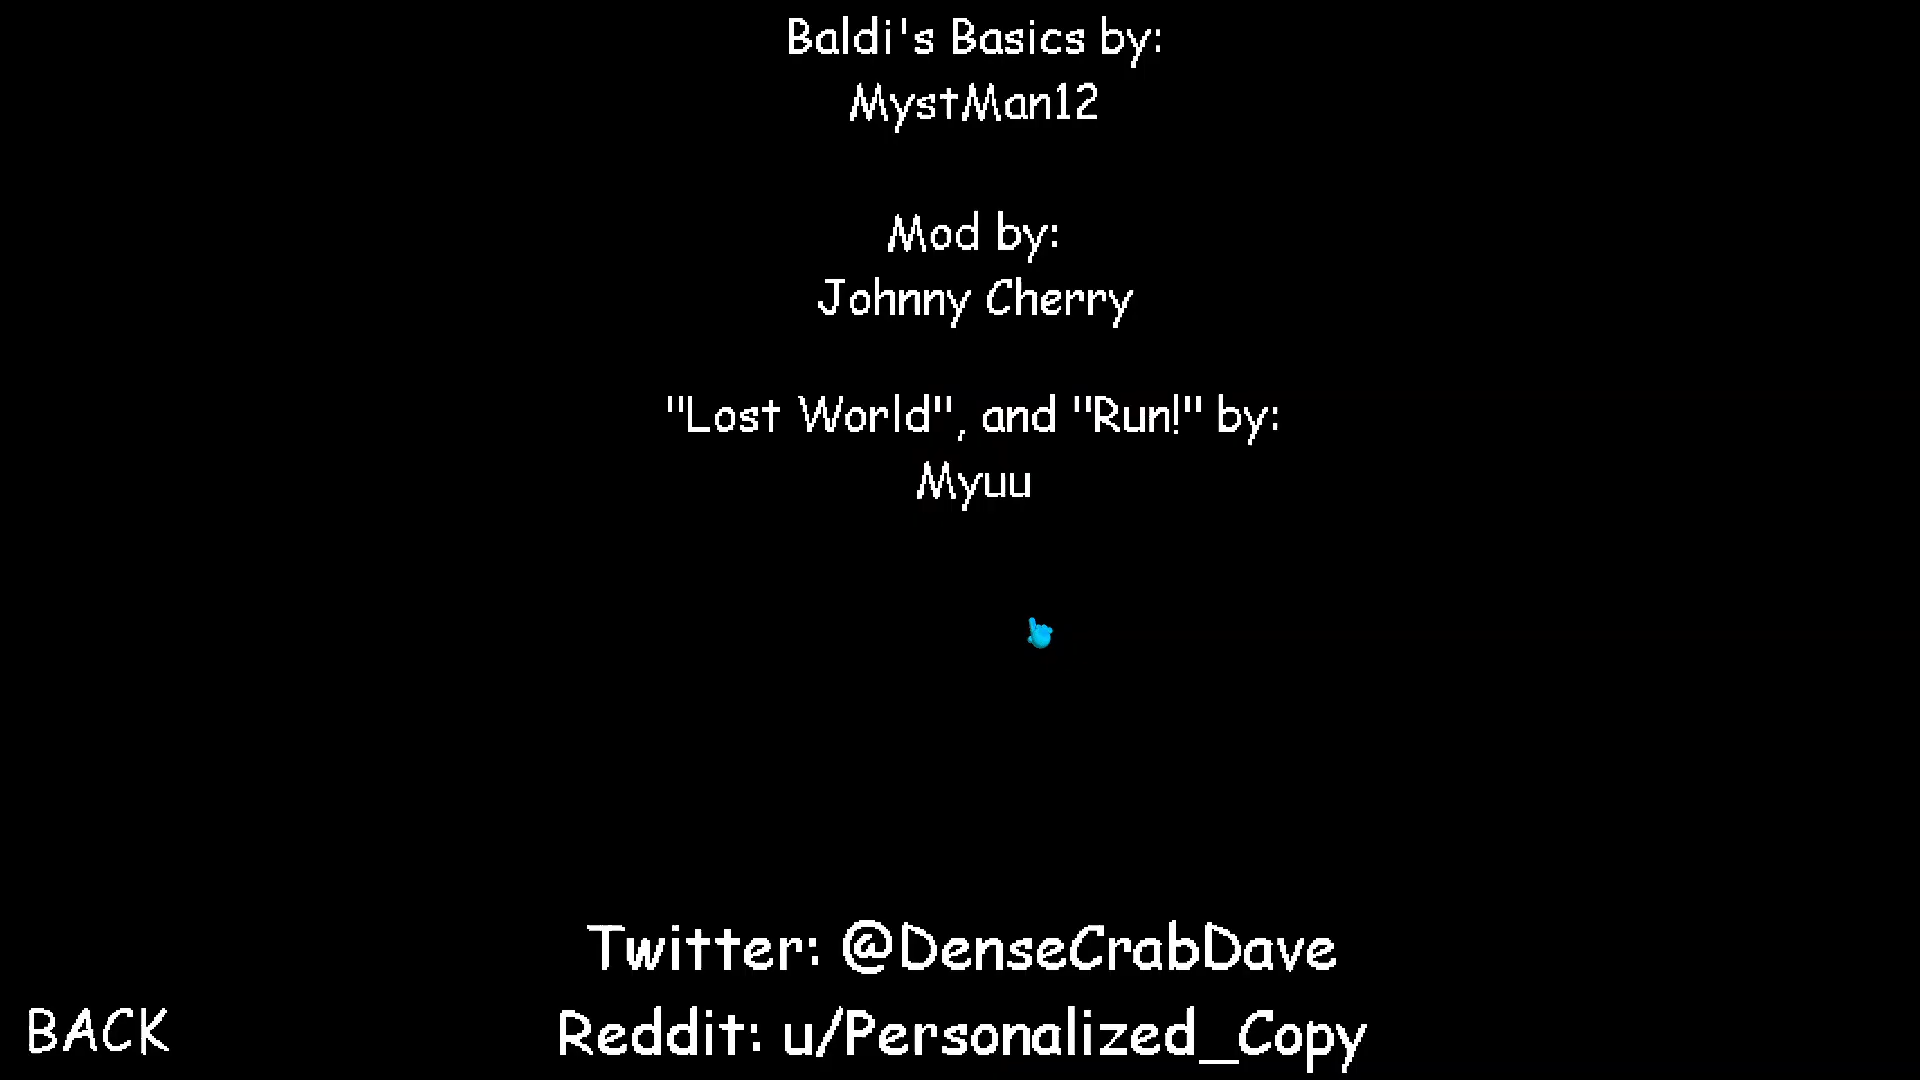 Baldi's Basics by:
MystMan12
Mod by:
Johnny Cherry
"Lost World", and "Run!" by:
Myuu
Twitter: @DenseCrabDave
BACK
Reddit: u/Personalized_Copy